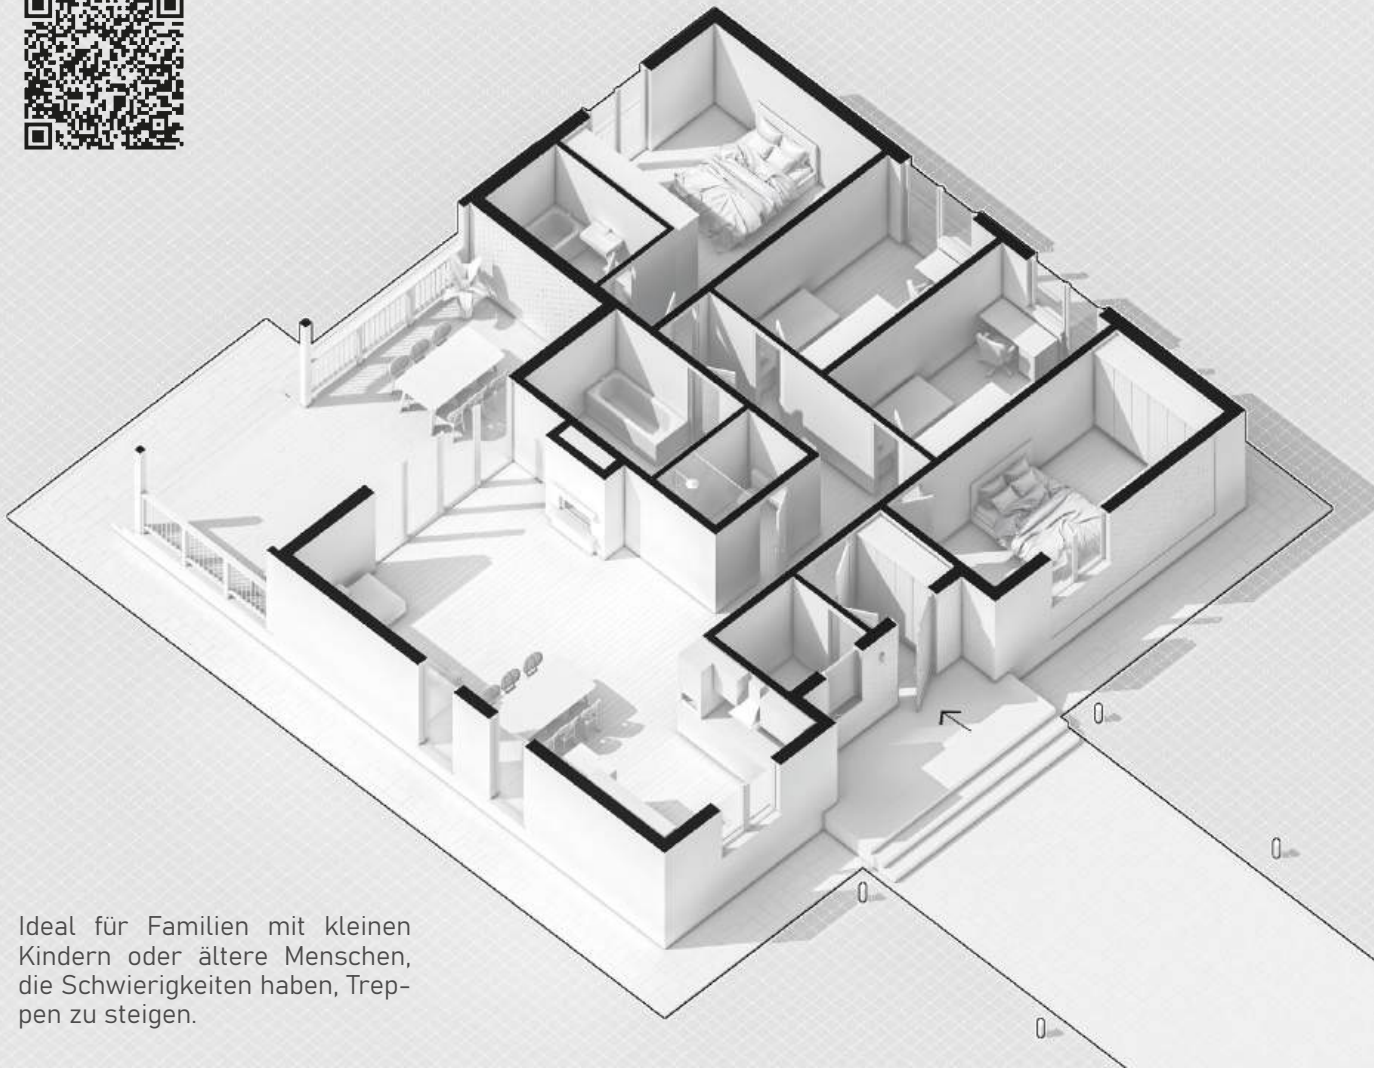 Ideal für Familien mit kleinen
Kindern oder ältere Menschen,
die Schwierigkeiten haben, Trep-
pen zu steigen.